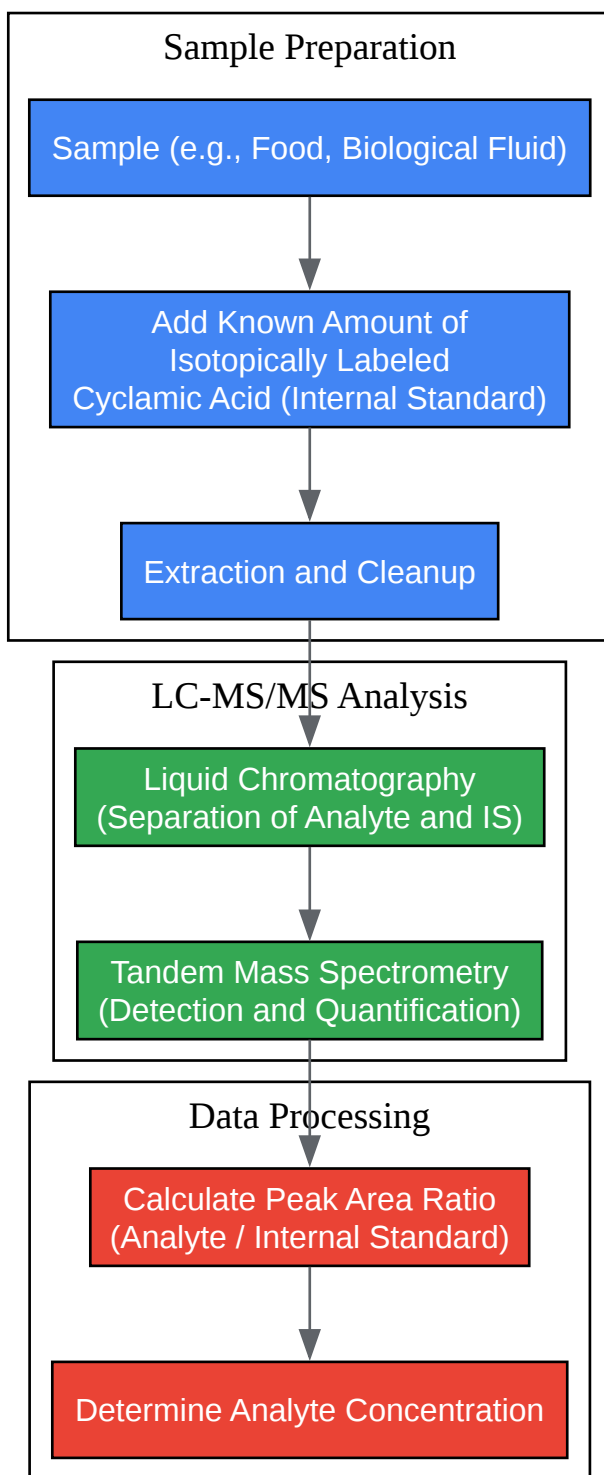 Sample Preparation
Sample (e.g., Food, Biological Fluid)
Add Known Amount of
Isotopically Labeled
Cyclamic Acid (Internal Standard)
Extraction and Cleanup
LC-MS/MS Analysis
Liquid Chromatography
(Separation of Analyte and IS)
Tandem Mass Spectrometry
(Detection and Quantification)
Data Processing
Calculate Peak Area Ratio
(Analyte / Internal Standard)
Determine Analyte Concentration